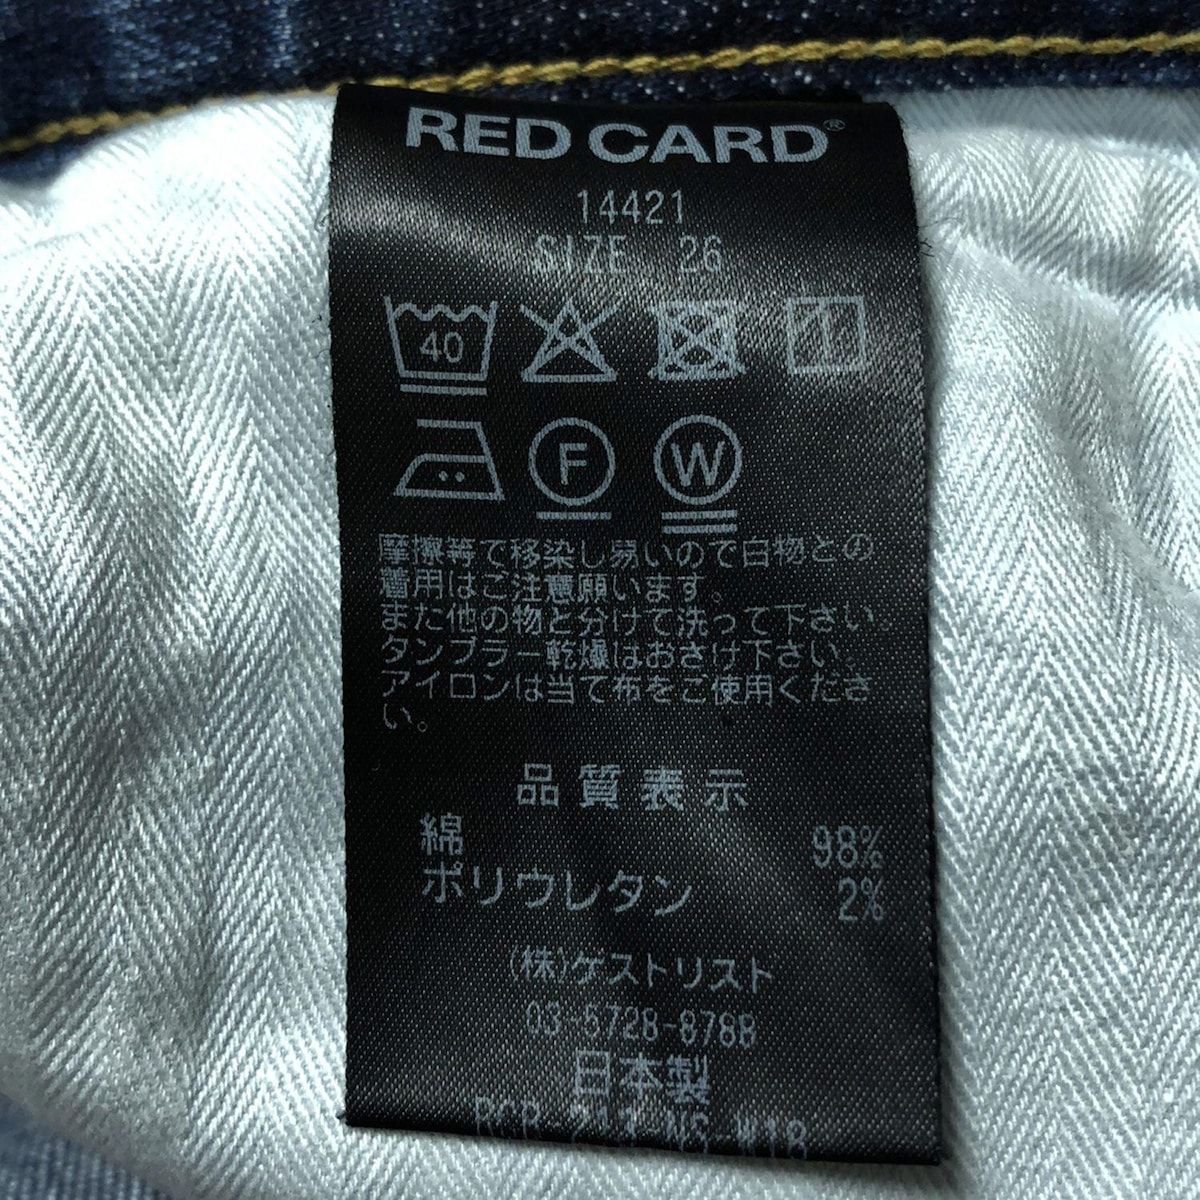 RED CARD®
14421
SIZE 26
40
F W
摩擦等で移染し易いので白物との
着用はご注意願います。
また他の物と分けて洗って下さい。
タンブラー乾燥はおさけ下さい。
アイロンは当て布をご使用くださ
い。
品質表示
綿 98%
ポリウレタン 2%
(株)ゲストリスト
03-5728-8788
日本製